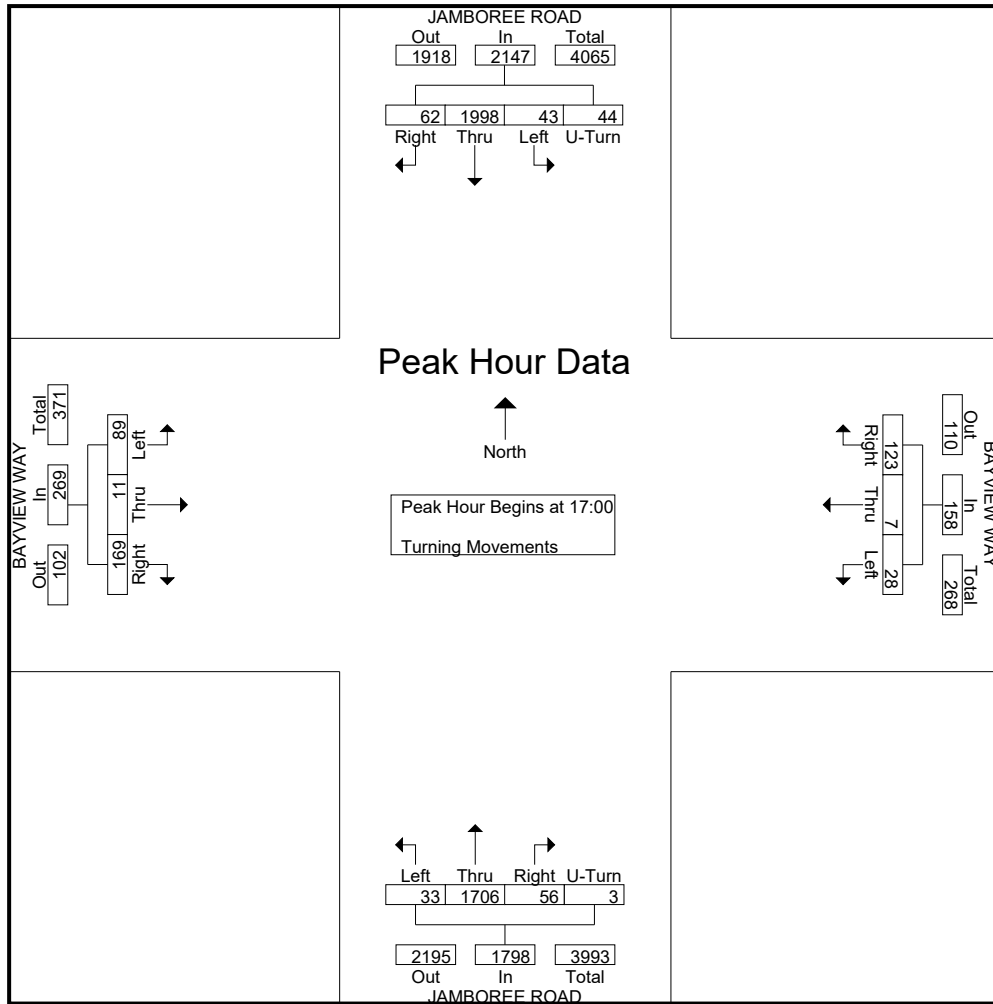 JAMBOREE ROAD
Out In Total
1918 2147 4065
62 1998 43 44
Right Thru Left U-Turn
Peak Hour Data
North
Peak Hour Begins at 17:00
Turning Movements
BAYVIEW WAY
Out In Total
102 269 371
Right Thru Left
169 11 89
BAYVIEW WAY
Out In Total
110 158 268
123 7 28
Right Thru Left
Left Thru Right U-Turn
33 1706 56 3
2195 1798 3993
Out In Total
JAMBOREE ROAD